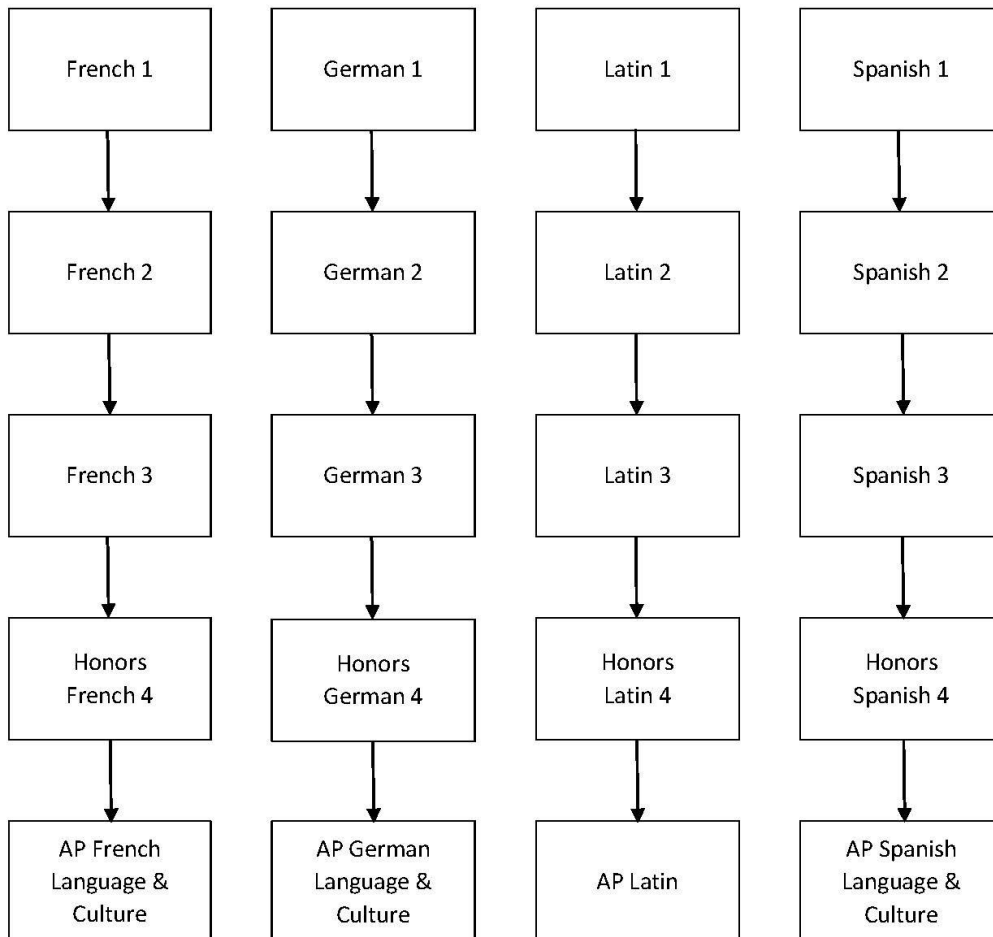 French 1
German 1
Latin 1
Spanish 1
French 2
German 2
Latin 2
Spanish 2
French 3
German 3
Latin 3
Spanish 3
Honors
French 4
Honors
German 4
Honors
Latin 4
Honors
Spanish 4
AP French
Language &
Culture
AP German
Language &
Culture
AP Latin
AP Spanish
Language &
Culture